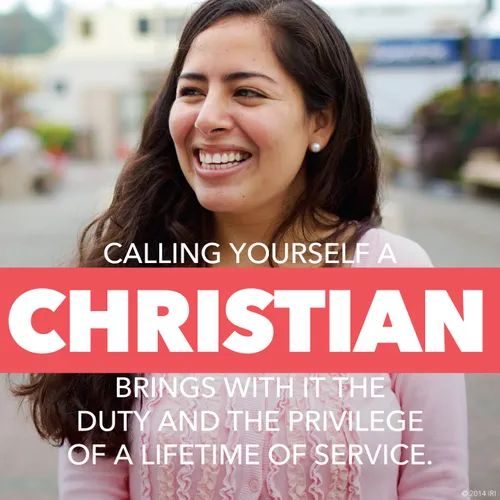 CALLING YOURSELF A
CHRISTIAN
BRINGS WITH IT THE
DUTY AND THE PRIVILEGE
OF A LIFETIME OF SERVICE.
© 2014 IRI